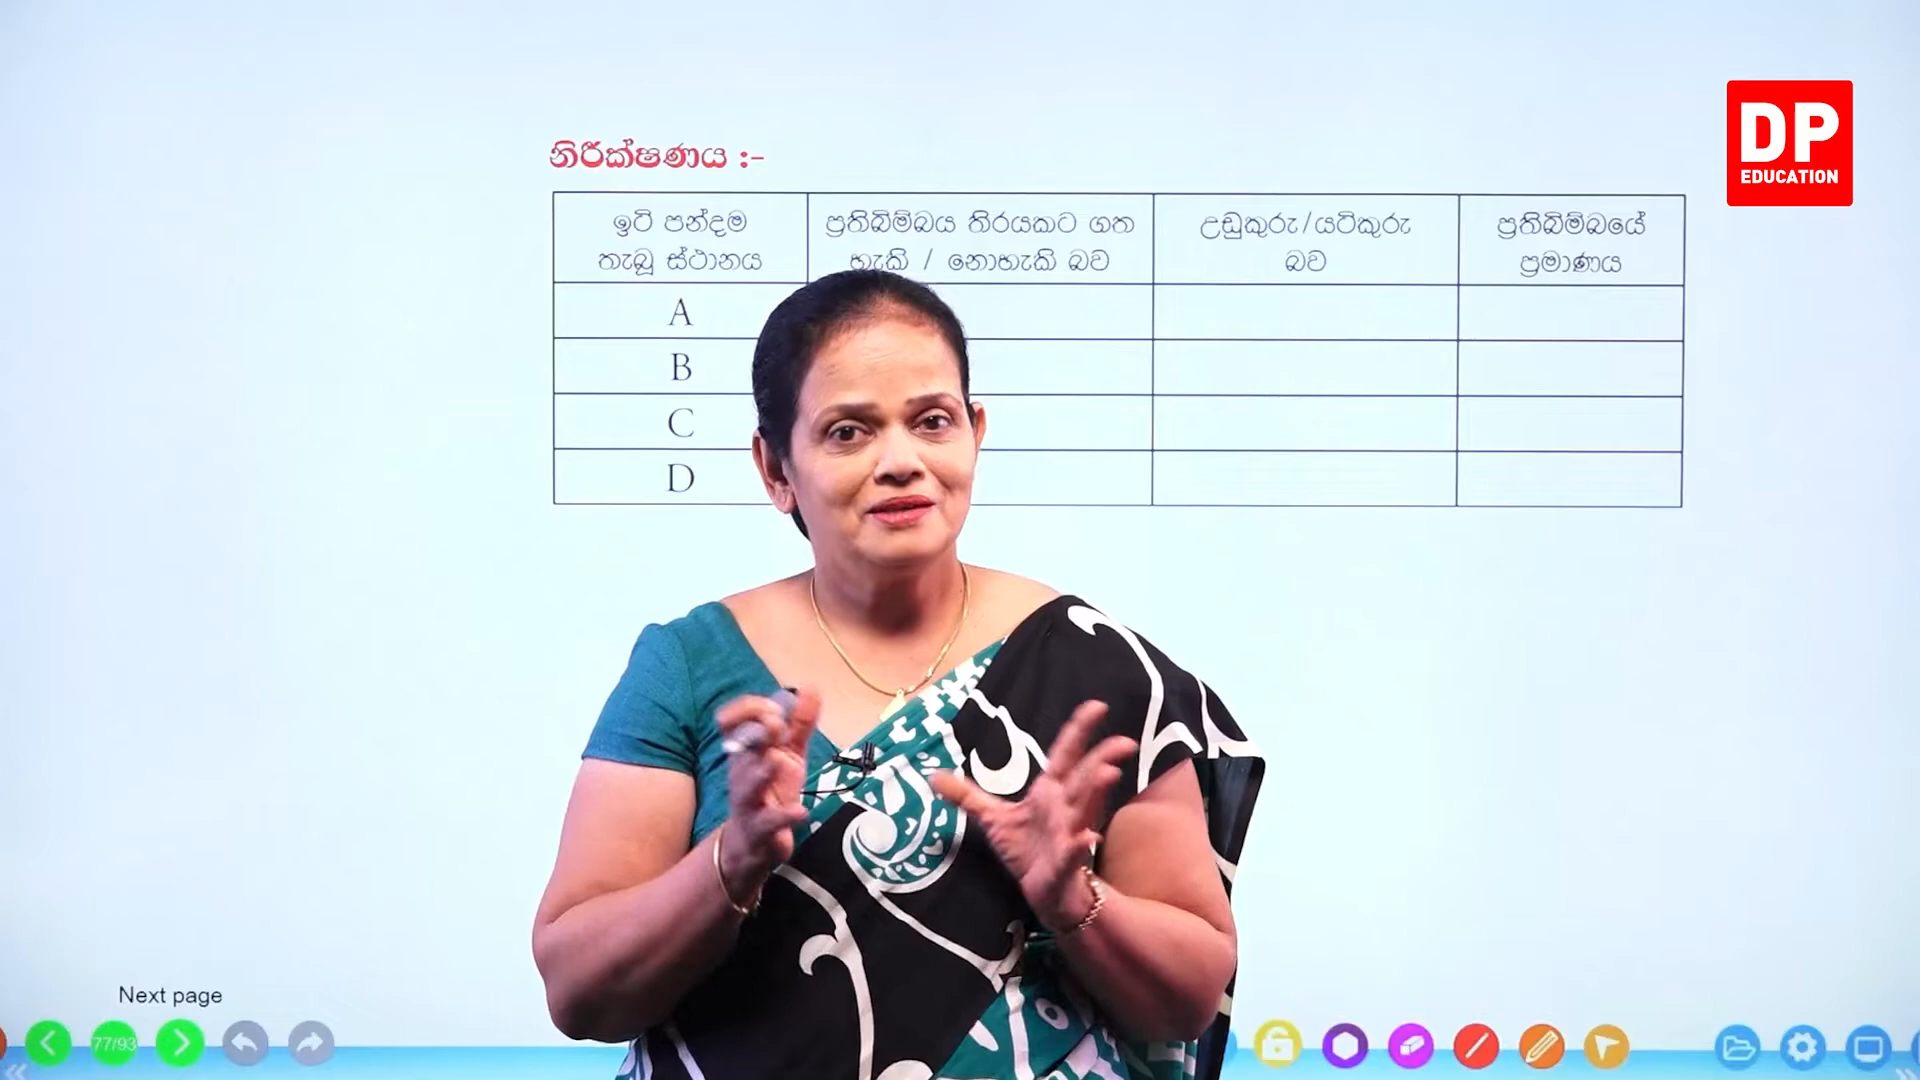 DP
EDUCATION
නිරීක්ෂණය :-
ඉටි පන්දම
තැබූ ස්ථානය
ප්‍රතිබිම්බය තිරයකට ගත
හැකි / නොහැකි බව
උඩුකුරු/යටිකුරු
බව
ප්‍රතිබිම්බයේ
ප්‍රමාණය
A
B
C
D
Next page
77/93